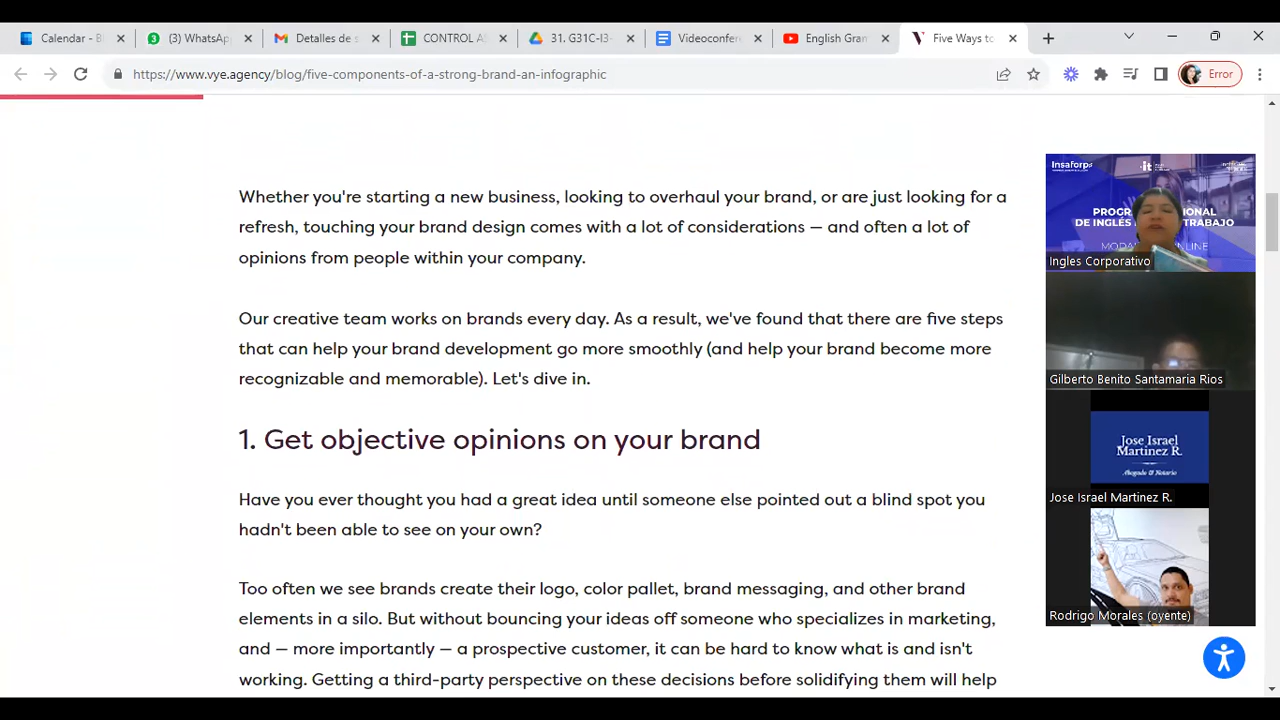 Calendar - B
(3) WhatsAp
Detalles de s
CONTROL A
31. G31C-I3-
Videoconfer
English Gran
Five Ways to
https://www.vye.agency/blog/five-components-of-a-strong-brand-an-infographic
Error
Whether you're starting a new business, looking to overhaul your brand, or are just looking for a
refresh, touching your brand design comes with a lot of considerations — and often a lot of
opinions from people within your company.
Our creative team works on brands every day. As a result, we've found that there are five steps
that can help your brand development go more smoothly (and help your brand become more
recognizable and memorable). Let's dive in.
1. Get objective opinions on your brand
Have you ever thought you had a great idea until someone else pointed out a blind spot you
hadn't been able to see on your own?
Too often we see brands create their logo, color pallet, brand messaging, and other brand
elements in a silo. But without bouncing your ideas off someone who specializes in marketing,
and — more importantly — a prospective customer, it can be hard to know what is and isn't
working. Getting a third-party perspective on these decisions before solidifying them will help
Insaforp
PROG IONAL
DE INGLÉS TRABAJO
MODA NLINE
Ingles Corporativo
Gilberto Benito Santamaria Rios
Jose Israel
Martinez R.
Abogado & Notario
Jose Israel Martinez R.
Rodrigo Morales (oyente)